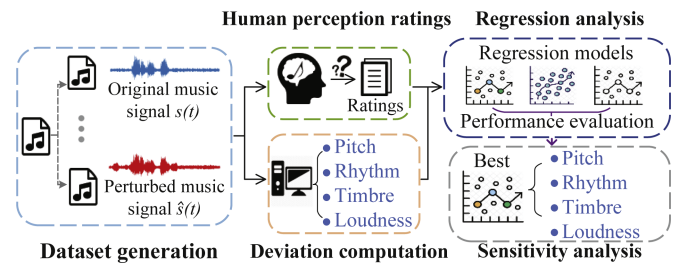 Human perception ratings
Regression analysis
Original music
signal s(t)
Perturbed music
signal ŝ(t)
Dataset generation
??
Ratings
Pitch
Rhythm
Timbre
Loudness
Deviation computation
Regression models
Performance evaluation
Best
Pitch
Rhythm
Timbre
Loudness
Sensitivity analysis